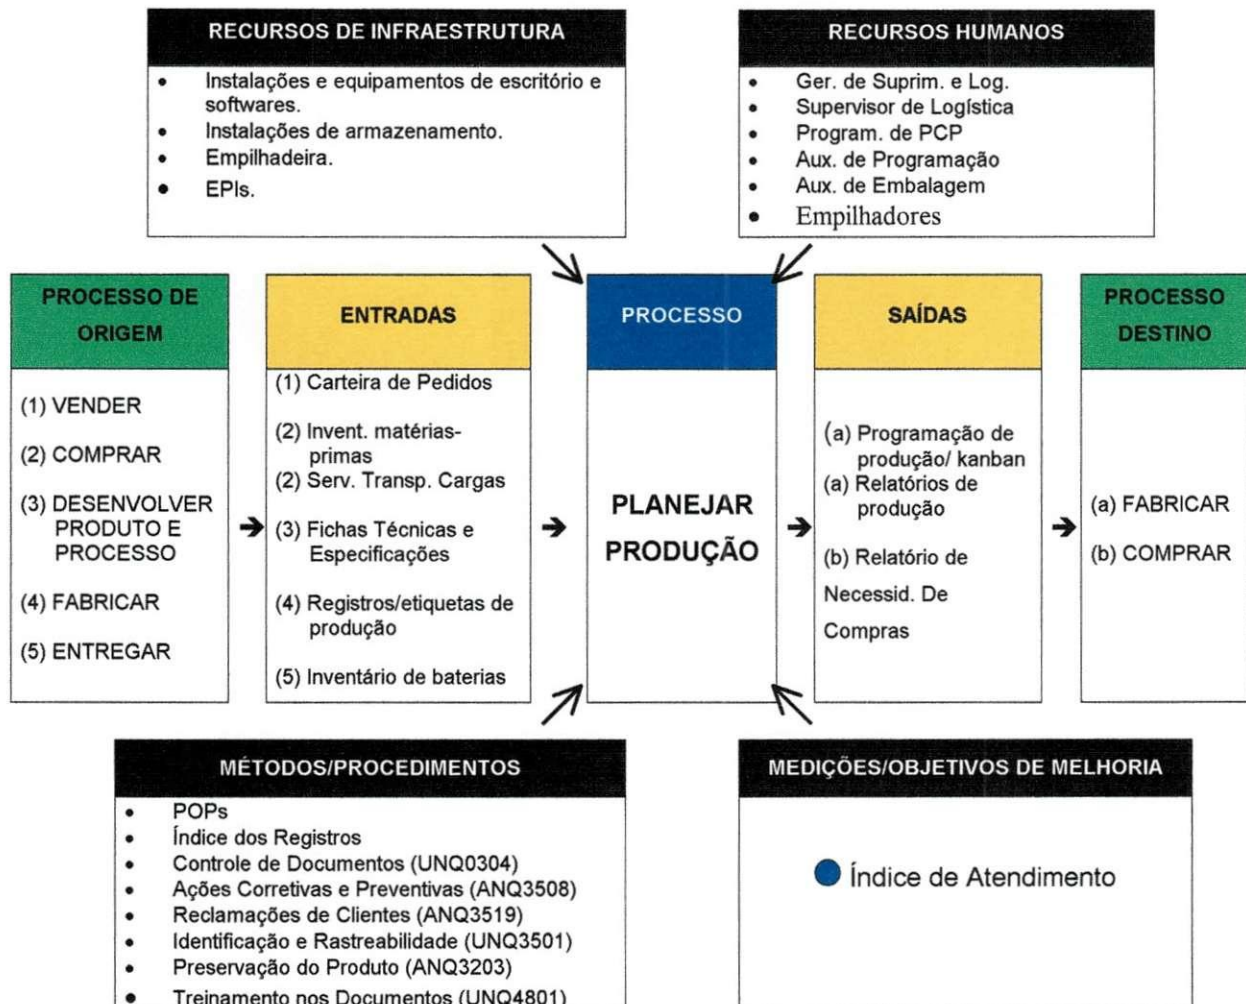 RECURSOS DE INFRAESTRUTURA
• Instalações e equipamentos de escritório e
softwares.
• Instalações de armazenamento.
• Empilhadeira.
• EPIs.
RECURSOS HUMANOS
• Ger. de Suprim. e Log.
• Supervisor de Logística
• Program. de PCP
• Aux. de Programação
• Aux. de Embalagem
• Empilhadores
PROCESSO DE
ORIGEM
(1) VENDER
(2) COMPRAR
(3) DESENVOLVER
PRODUTO E
PROCESSO
(4) FABRICAR
(5) ENTREGAR
ENTRADAS
(1) Carteira de Pedidos
(2) Invent. matérias-
primas
(2) Serv. Transp. Cargas
(3) Fichas Técnicas e
Especificações
(4) Registros/etiquetas de
produção
(5) Inventário de baterias
PROCESSO
PLANEJAR
PRODUÇÃO
SAÍDAS
(a) Programação de
produção/ kanban
(a) Relatórios de
produção
(b) Relatório de
Necessid. De
Compras
PROCESSO
DESTINO
(a) FABRICAR
(b) COMPRAR
MÉTODOS/PROCEDIMENTOS
• POPs
• Índice dos Registros
• Controle de Documentos (UNQ0304)
• Ações Corretivas e Preventivas (ANQ3508)
• Reclamações de Clientes (ANQ3519)
• Identificação e Rastreabilidade (UNQ3501)
• Preservação do Produto (ANQ3203)
• Treinamento nos Documentos (UNQ4801)
MEDIÇÕES/OBJETIVOS DE MELHORIA
Índice de Atendimento